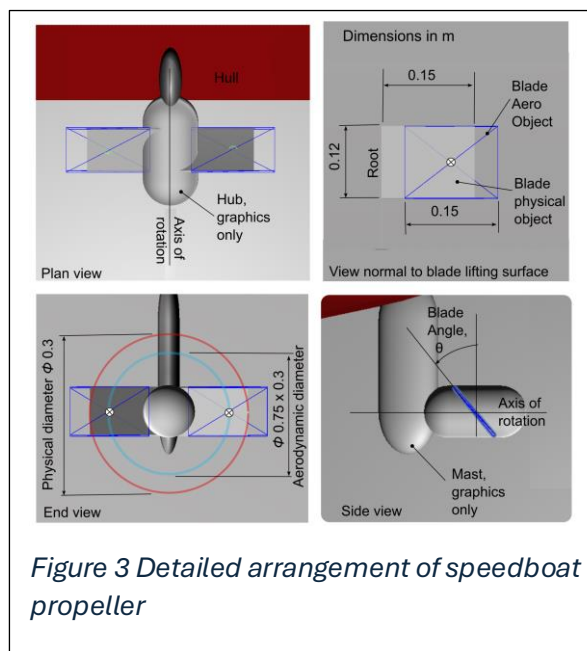 Hull
Hub,
graphics
only
Axis of
rotation
Plan view
Dimensions in m
0.15
Blade
Aero
Object
0.12
Root
Blade
physical
object
0.15
View normal to blade lifting surface
Physical diameter Φ 0.3
Φ 0.75 x 0.3
Aerodynamic diameter
End view
Blade
Angle,
θ
Axis of
rotation
Mast,
graphics
only
Side view
Figure 3 Detailed arrangement of speedboat
propeller